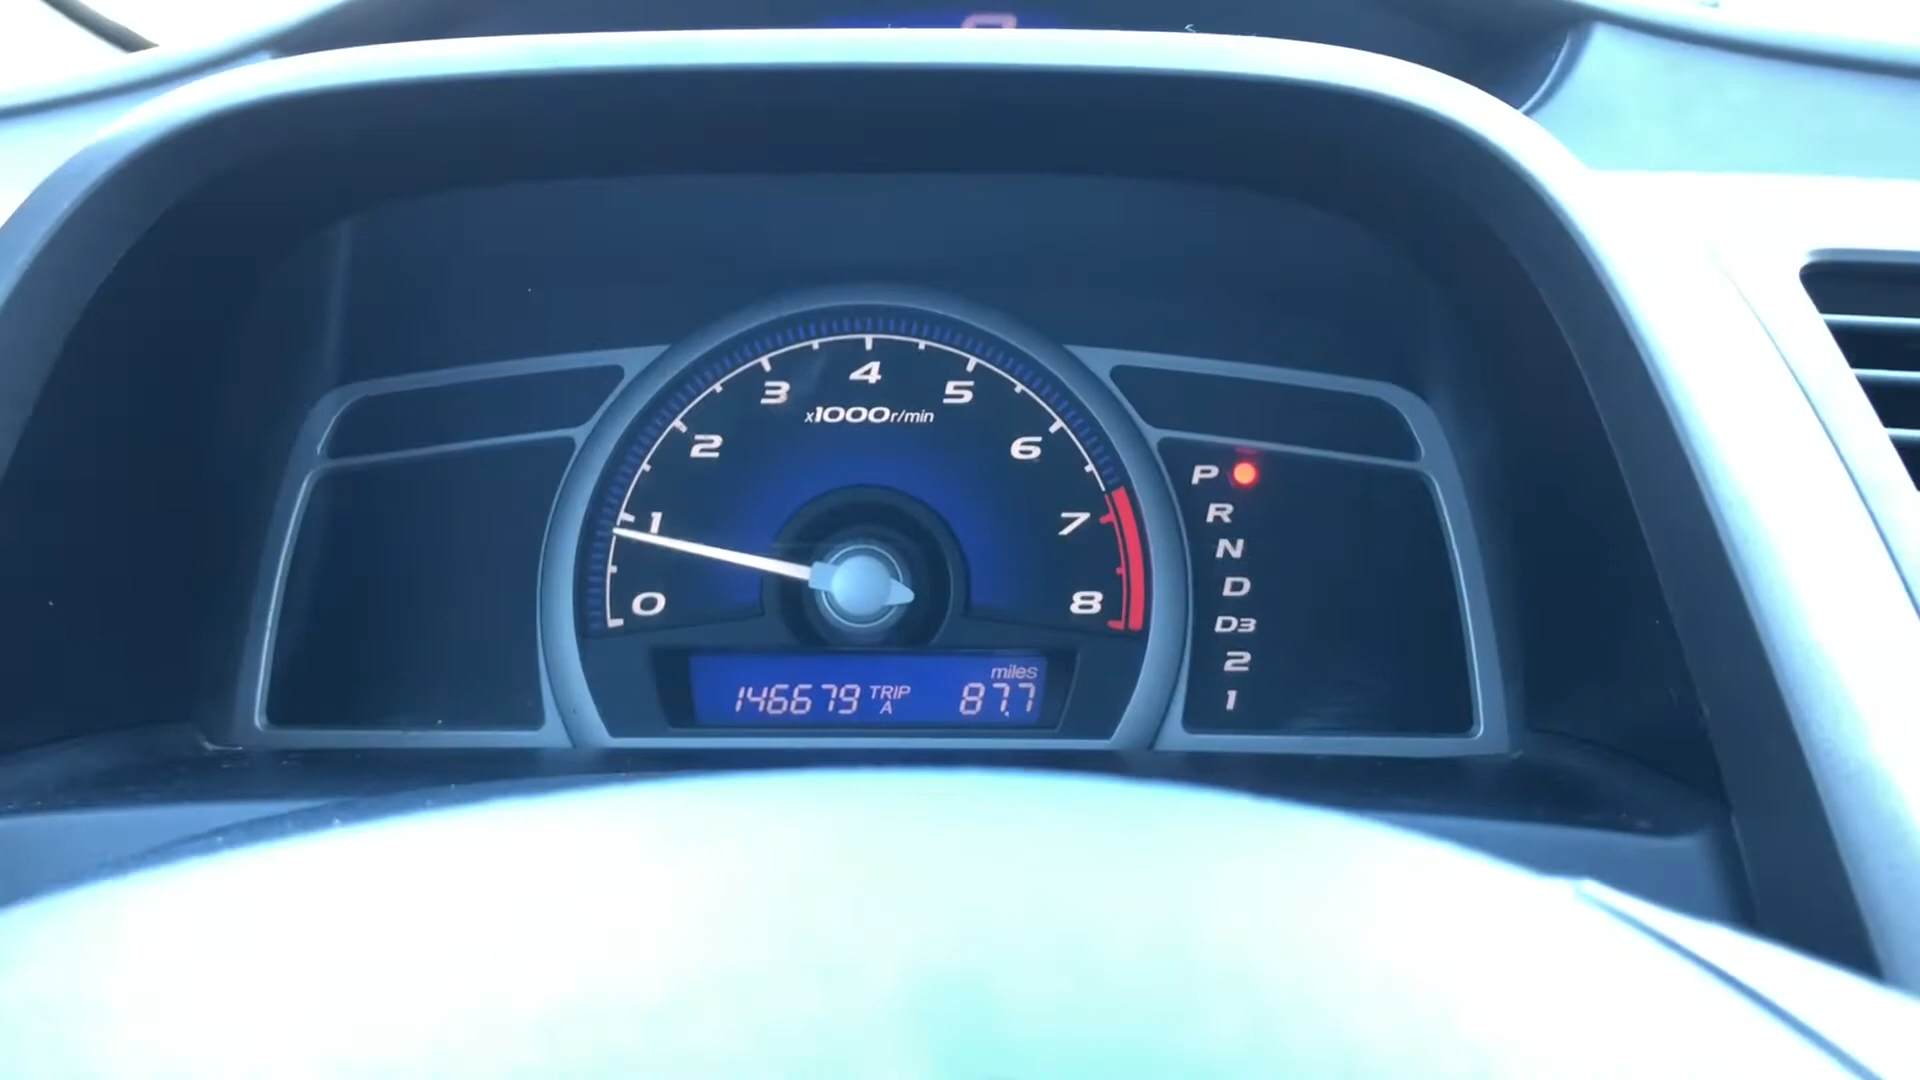 4
3 5
x1000r/min
2 6
1 7
0 8
miles
146679 TRIP A 87.7
P
R
N
D
D3
2
1